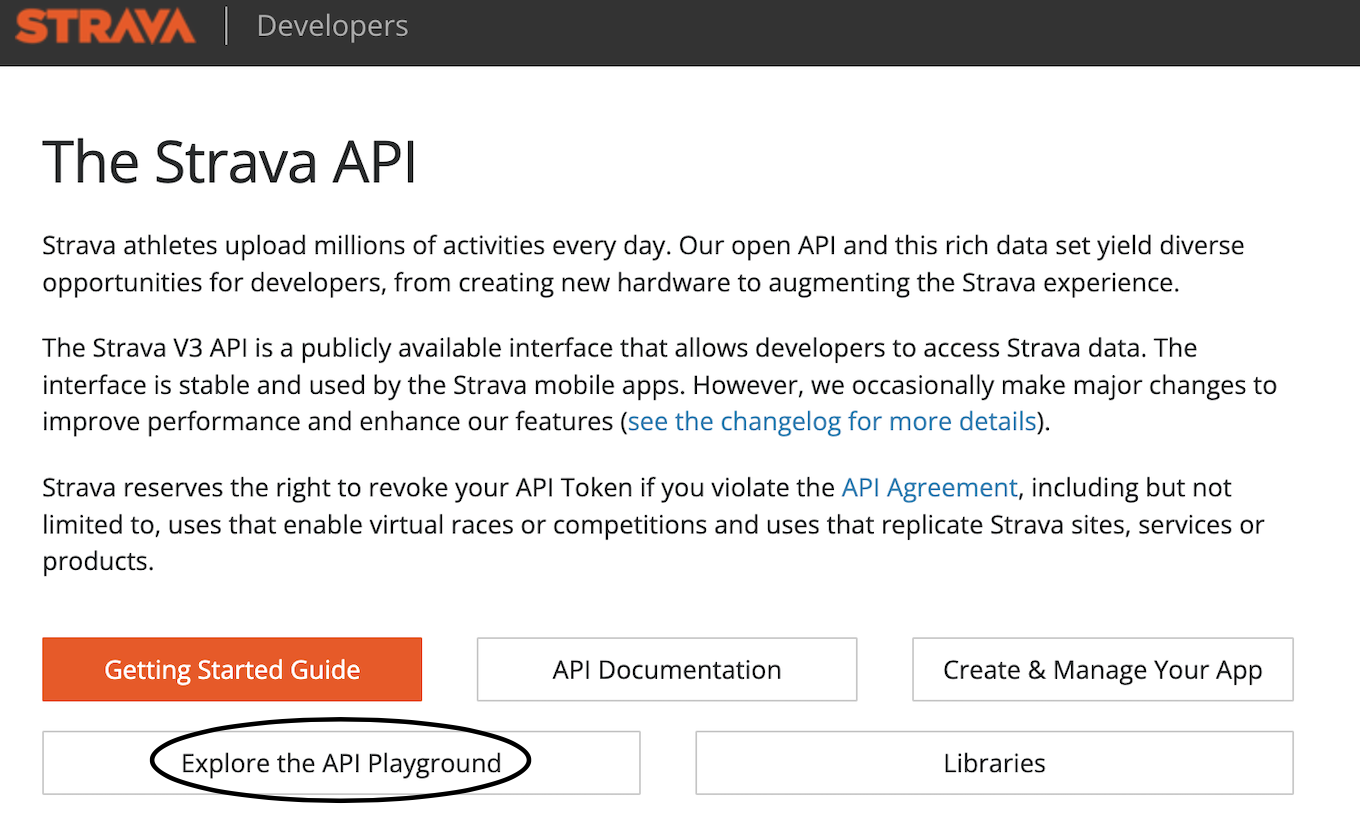 STRAVA | Developers
The Strava API
Strava athletes upload millions of activities every day. Our open API and this rich data set yield diverse
opportunities for developers, from creating new hardware to augmenting the Strava experience.
The Strava V3 API is a publicly available interface that allows developers to access Strava data. The
interface is stable and used by the Strava mobile apps. However, we occasionally make major changes to
improve performance and enhance our features (see the changelog for more details).
Strava reserves the right to revoke your API Token if you violate the API Agreement, including but not
limited to, uses that enable virtual races or competitions and uses that replicate Strava sites, services or
products.
Getting Started Guide
API Documentation
Create & Manage Your App
Explore the API Playground
Libraries